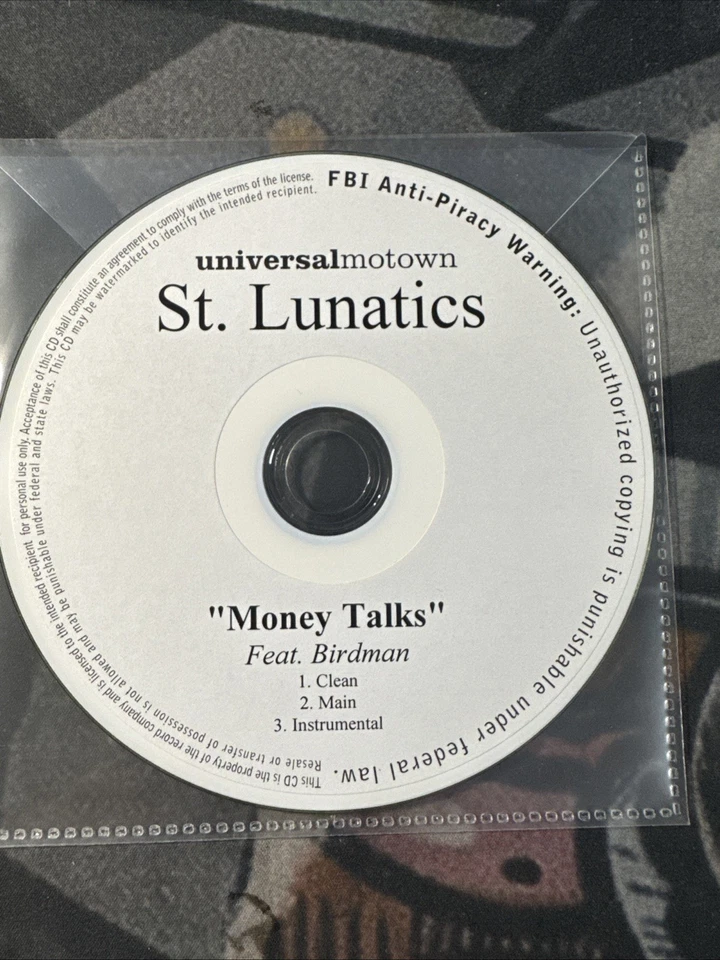 universalmotown
St. Lunatics
"Money Talks"
Feat. Birdman
1. Clean
2. Main
3. Instrumental
FBI Anti-Piracy Warning: Unauthorized copying is punishable under federal law.
This CD is the property of the record company and is licensed to the intended recipient for personal use only. Acceptance of this CD shall constitute an agreement to comply with the terms of the license.
Resale or transfer of possession is not allowed and may be punishable under federal and state laws. This CD may be watermarked to identify the intended recipient.